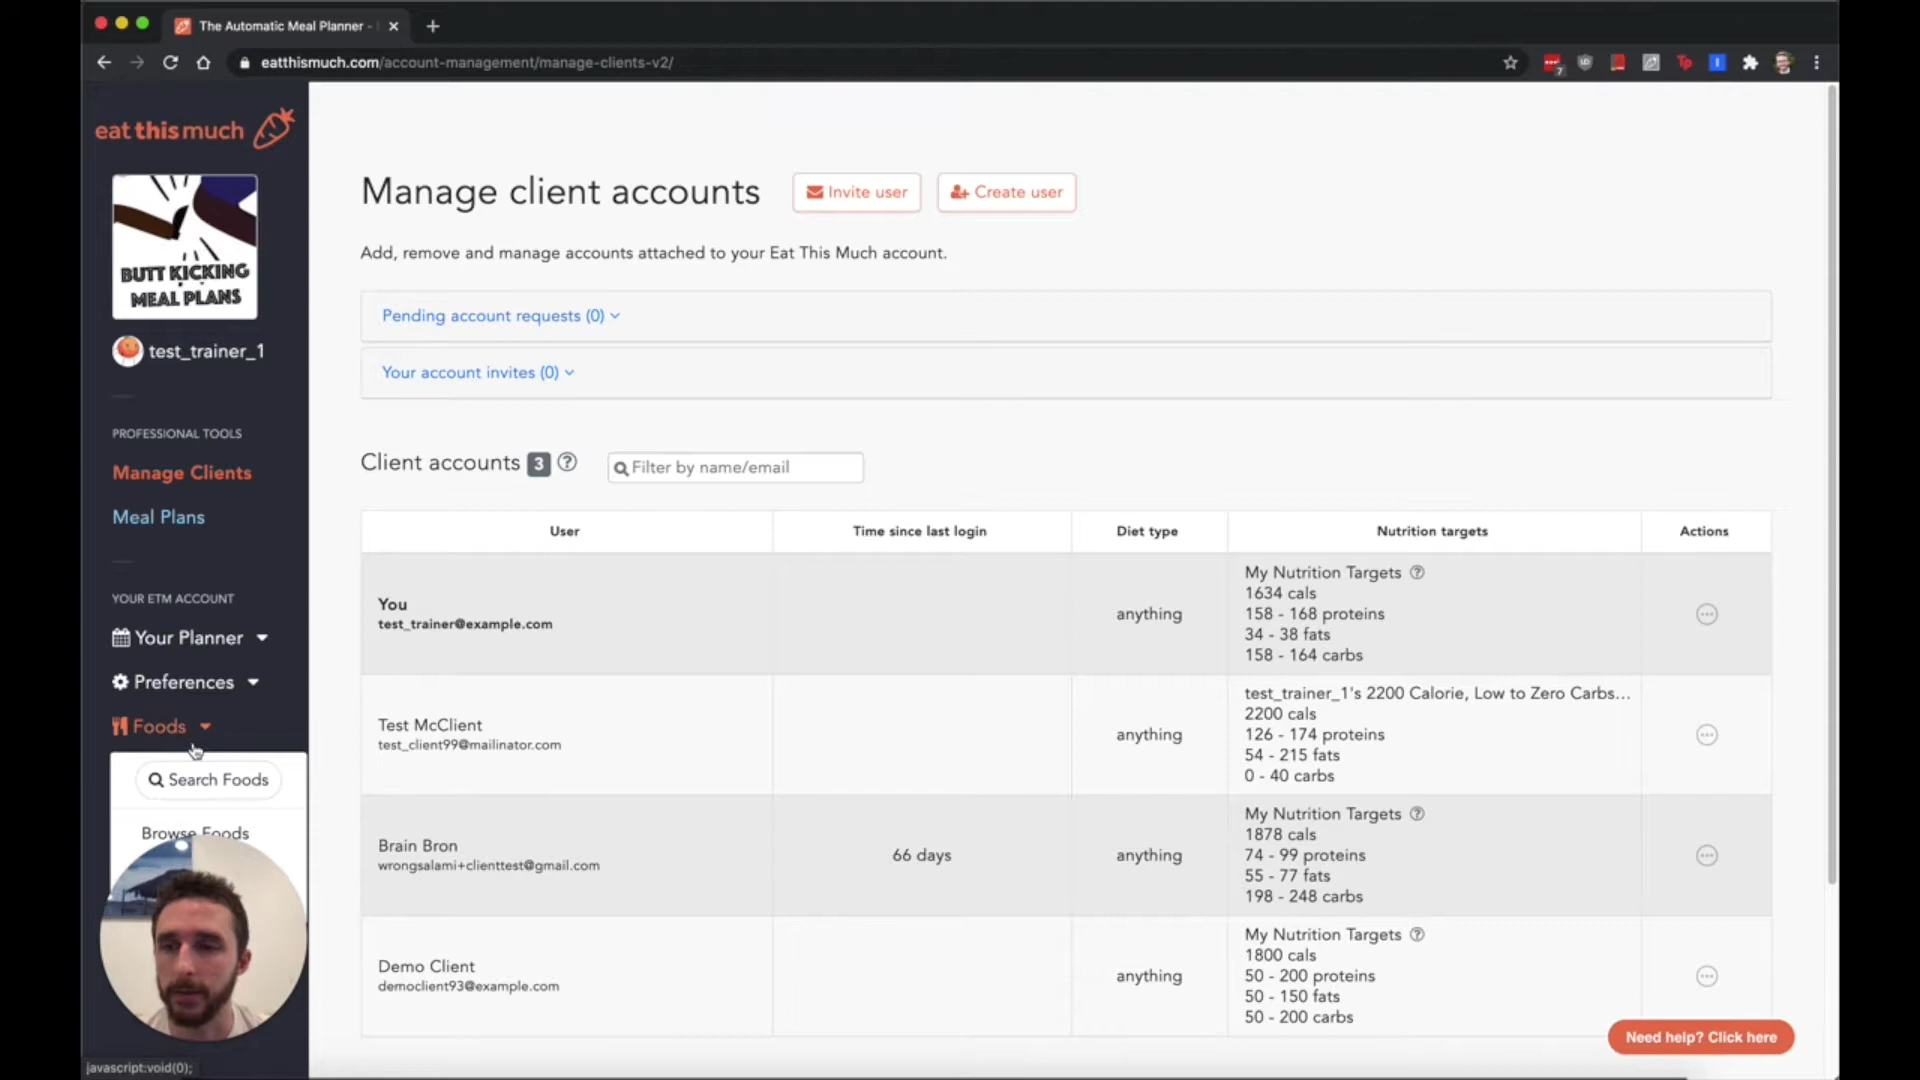 The Automatic Meal Planner -
eatthismuch.com/account-management/manage-clients-v2/
7
Tp
eat this much
BUTT KICKING
MEAL PLANS
test_trainer_1
PROFESSIONAL TOOLS
Manage Clients
Meal Plans
YOUR ETM ACCOUNT
Your Planner
Preferences
Foods
Search Foods
Browse Foods
javascript:void(0);
Manage client accounts
Invite user
Create user
Add, remove and manage accounts attached to your Eat This Much account.
Pending account requests (0)
Your account invites (0)
Client accounts 3 ?
Filter by name/email
User Time since last login Diet type Nutrition targets Actions
You
test_trainer@example.com
anything
My Nutrition Targets ?
1634 cals
158 - 168 proteins
34 - 38 fats
158 - 164 carbs
Test McClient
test_client99@mailinator.com
anything
test_trainer_1's 2200 Calorie, Low to Zero Carbs...
2200 cals
126 - 174 proteins
54 - 215 fats
0 - 40 carbs
Brain Bron
wrongsalami+clienttest@gmail.com
66 days
anything
My Nutrition Targets ?
1878 cals
74 - 99 proteins
55 - 77 fats
198 - 248 carbs
Demo Client
democlient93@example.com
anything
My Nutrition Targets ?
1800 cals
50 - 200 proteins
50 - 150 fats
50 - 200 carbs
Need help? Click here